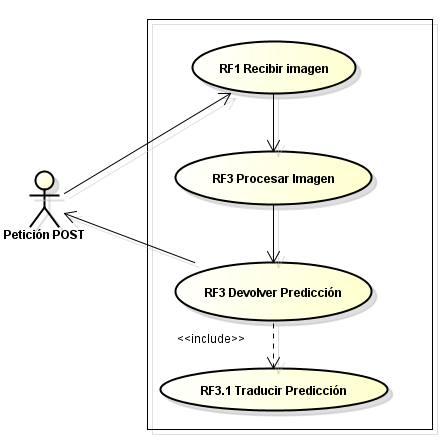 RF1 Recibir imagen
RF3 Procesar Imagen
Petición POST
RF3 Devolver Predicción
<<include>>
RF3.1 Traducir Predicción